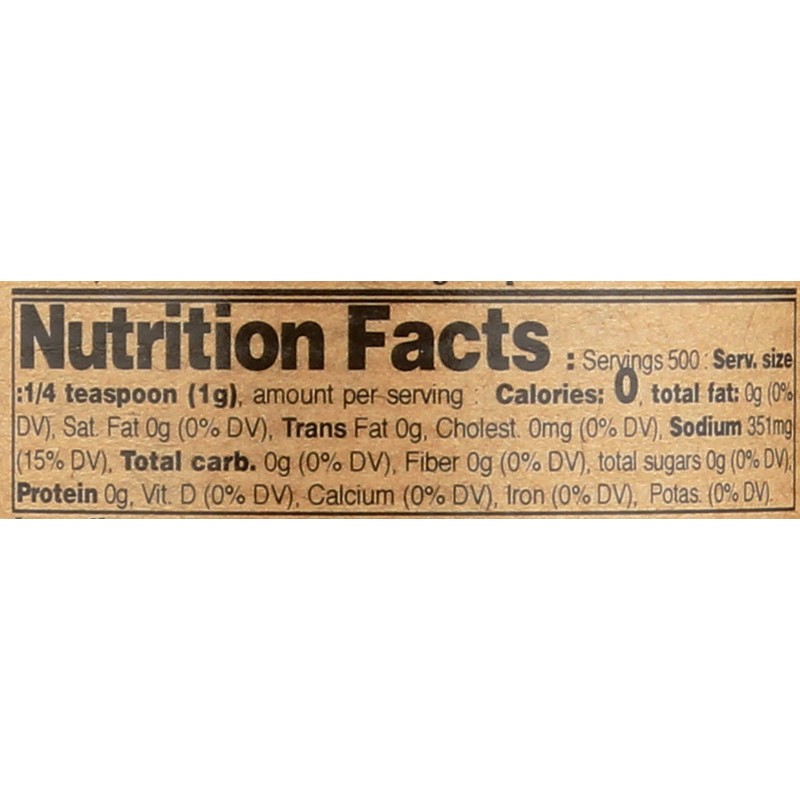 Nutrition Facts : Servings 500 : Serv. size
:1/4 teaspoon (1g), amount per serving : Calories: 0, total fat: 0g (0%
DV), Sat. Fat 0g (0% DV), Trans Fat 0g, Cholest. 0mg (0% DV), Sodium 351mg
(15% DV), Total carb. 0g (0% DV), Fiber 0g (0% DV), total sugars 0g (0% DV),
Protein 0g, Vit. D (0% DV), Calcium (0% DV), Iron (0% DV), Potas. (0% DV).